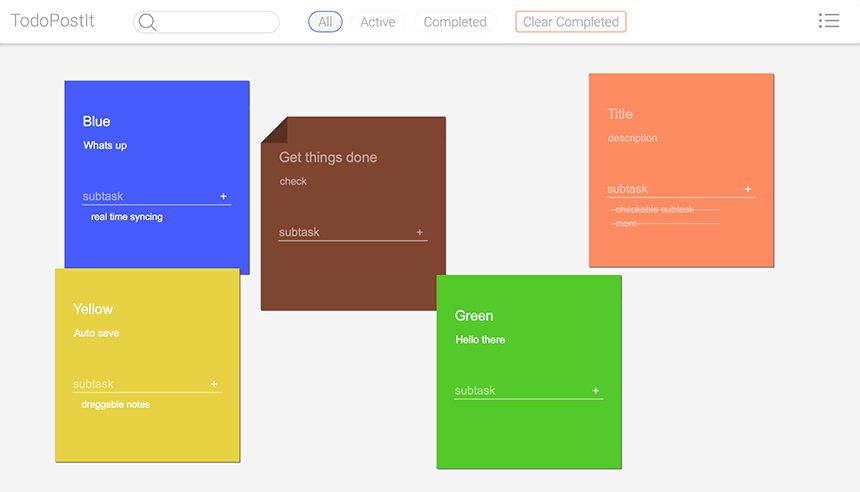 TodoPostIt
All
Active
Completed
Clear Completed
Blue
Whats up
subtask +
real time syncing
Get things done
check
subtask +
Title
description
subtask +
checkable subtask
more
Yellow
Auto save
subtask +
draggable notes
Green
Hello there
subtask +